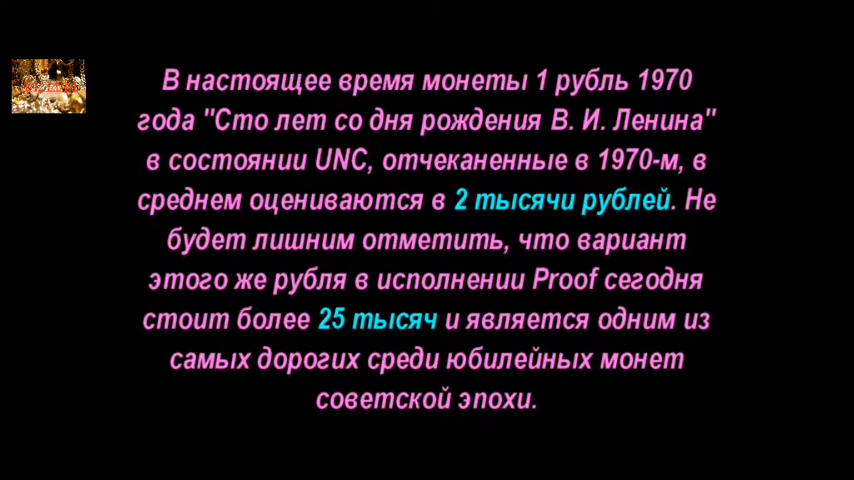 В настоящее время монеты 1 рубль 1970
года "Сто лет со дня рождения В. И. Ленина"
в состоянии UNC, отчеканенные в 1970-м, в
среднем оцениваются в 2 тысячи рублей. Не
будет лишним отметить, что вариант
этого же рубля в исполнении Proof сегодня
стоит более 25 тысяч и является одним из
самых дорогих среди юбилейных монет
советской эпохи.